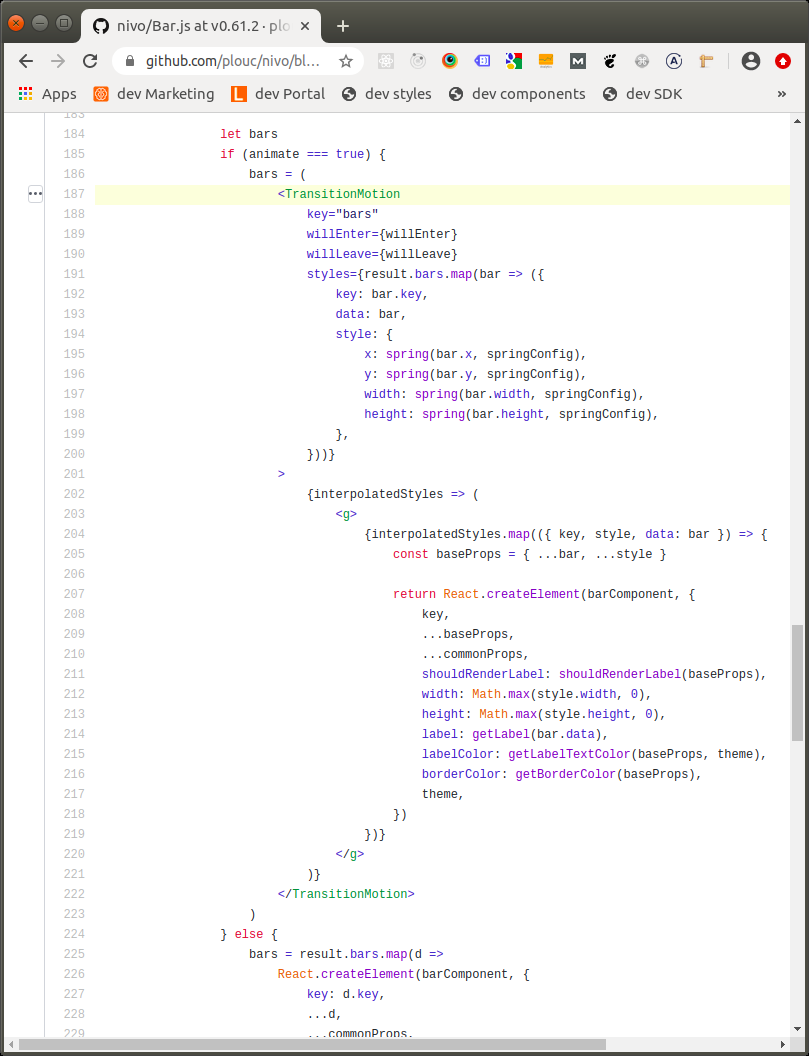 nivo/Bar.js at v0.61.2 · plo
github.com/plouc/nivo/bl...
Apps dev Marketing dev Portal dev styles dev components dev SDK »
183
184 let bars
185 if (animate === true) {
186 bars = (
187 <TransitionMotion
188 key="bars"
189 willEnter={willEnter}
190 willLeave={willLeave}
191 styles={result.bars.map(bar => ({
192 key: bar.key,
193 data: bar,
194 style: {
195 x: spring(bar.x, springConfig),
196 y: spring(bar.y, springConfig),
197 width: spring(bar.width, springConfig),
198 height: spring(bar.height, springConfig),
199 },
200 }))}
201 >
202 {interpolatedStyles => (
203 <g>
204 {interpolatedStyles.map(({ key, style, data: bar }) => {
205 const baseProps = { ...bar, ...style }
206
207 return React.createElement(barComponent, {
208 key,
209 ...baseProps,
210 ...commonProps,
211 shouldRenderLabel: shouldRenderLabel(baseProps),
212 width: Math.max(style.width, 0),
213 height: Math.max(style.height, 0),
214 label: getLabel(bar.data),
215 labelColor: getLabelTextColor(baseProps, theme),
216 borderColor: getBorderColor(baseProps),
217 theme,
218 })
219 })}
220 </g>
221 )}
222 </TransitionMotion>
223 )
224 } else {
225 bars = result.bars.map(d =>
226 React.createElement(barComponent, {
227 key: d.key,
228 ...d,
229 ...commonProps,